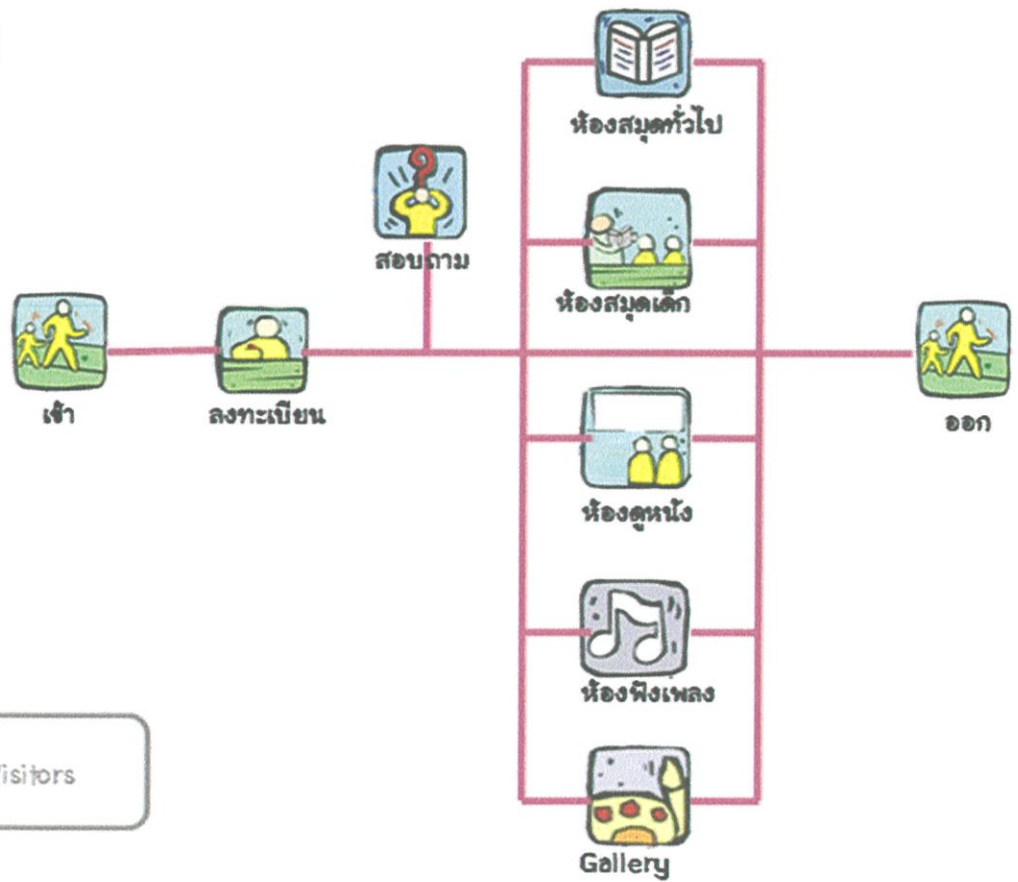 ห้องสมุดทั่วไป
สอบถาม
ห้องสมุดเด็ก
เข้า
ลงทะเบียน
ออก
ห้องดูหนัง
ห้องฟังเพลง
Visitors
Gallery